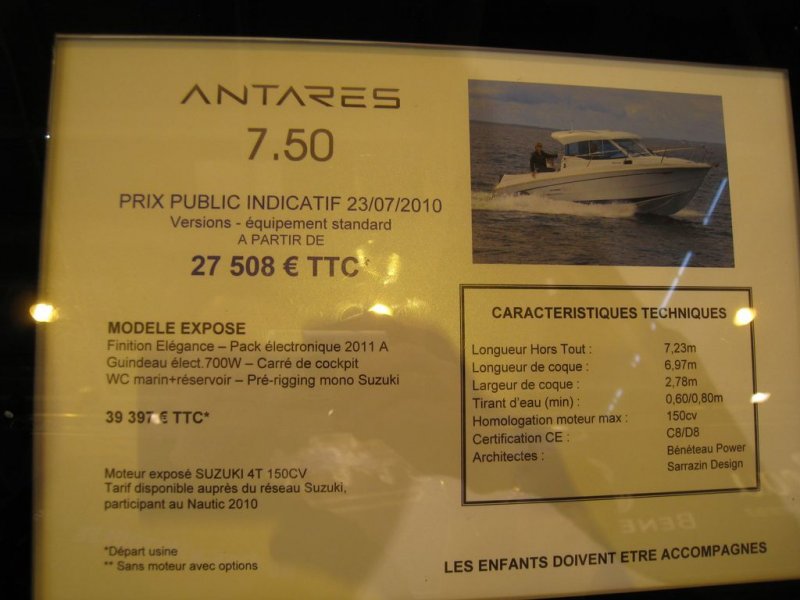 ANTARES
7.50
PRIX PUBLIC INDICATIF 23/07/2010
Versions - équipement standard
A PARTIR DE
27 508 € TTC*
MODELE EXPOSE
Finition Elégance – Pack électronique 2011 A
Guindeau élect.700W – Carré de cockpit
WC marin+réservoir – Pré-rigging mono Suzuki
39 397 € TTC*
Moteur exposé SUZUKI 4T 150CV
Tarif disponible auprès du réseau Suzuki,
participant au Nautic 2010
*Départ usine
** Sans moteur avec options
CARACTERISTIQUES TECHNIQUES
Longueur Hors Tout : 7,23m
Longueur de coque : 6,97m
Largeur de coque : 2,78m
Tirant d'eau (min) : 0,60/0,80m
Homologation moteur max : 150cv
Certification CE : C8/D8
Architectes : Bénéteau Power
Sarrazin Design
BENE
LES ENFANTS DOIVENT ETRE ACCOMPAGNES